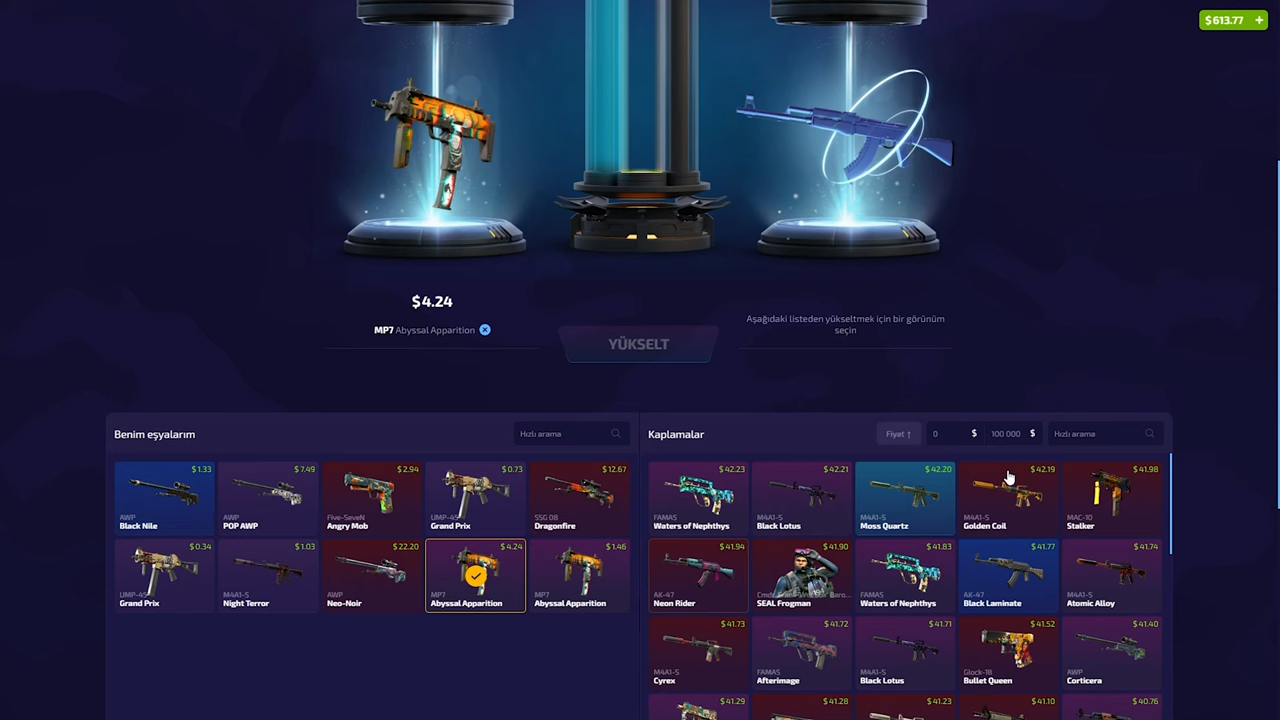 $613.77 +
$4.24
MP7 Abyssal Apparition
Aşağıdaki listeden yükseltmek için bir görünüm
seçin
YÜKSELT
Benim eşyalarım
Hızlı arama
Kaplamalar
Fiyat ↑
0 $
100 000 $
Hızlı arama
$1.33
AWP
Black Nile
$7.49
AWP
POP AWP
$2.94
Five-SeveN
Angry Mob
$0.73
UMP-45
Grand Prix
$12.67
SSG 08
Dragonfire
$0.34
UMP-45
Grand Prix
$1.03
M4A1-S
Night Terror
$22.20
AWP
Neo-Noir
$4.24
MP7
Abyssal Apparition
$1.46
MP7
Abyssal Apparition
$42.23
FAMAS
Waters of Nephthys
$42.21
M4A1-S
Black Lotus
$42.20
M4A1-S
Moss Quartz
$42.19
M4A1-S
Golden Coil
$41.98
MAC-10
Stalker
$41.94
AK-47
Neon Rider
$41.90
SEAL Frogman
$41.83
FAMAS
Waters of Nephthys
$41.77
AK-47
Black Laminate
$41.74
M4A1-S
Atomic Alloy
$41.73
M4A1-S
Cyrex
$41.72
FAMAS
Afterimage
$41.71
M4A1-S
Black Lotus
$41.52
Glock-18
Bullet Queen
$41.40
AWP
Corticera
$41.29
$41.28
$41.23
$41.10
$40.76